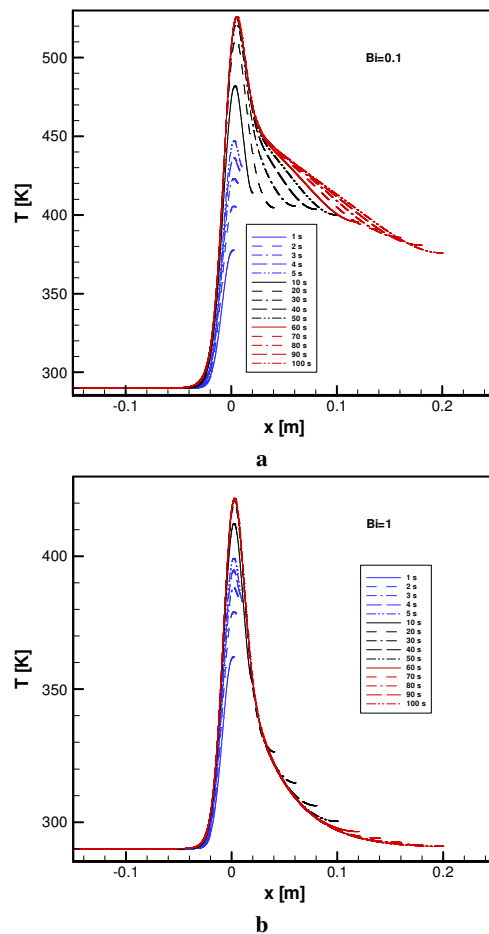 500
450
400
350
300
T [K]
Bi=0.1
1 s
2 s
3 s
4 s
5 s
10 s
20 s
30 s
40 s
50 s
60 s
70 s
80 s
90 s
100 s
-0.1
0
0.1
0.2
x [m]
a
400
350
300
T [K]
Bi=1
1 s
2 s
3 s
4 s
5 s
10 s
20 s
30 s
40 s
50 s
60 s
70 s
80 s
90 s
100 s
-0.1
0
0.1
0.2
x [m]
b